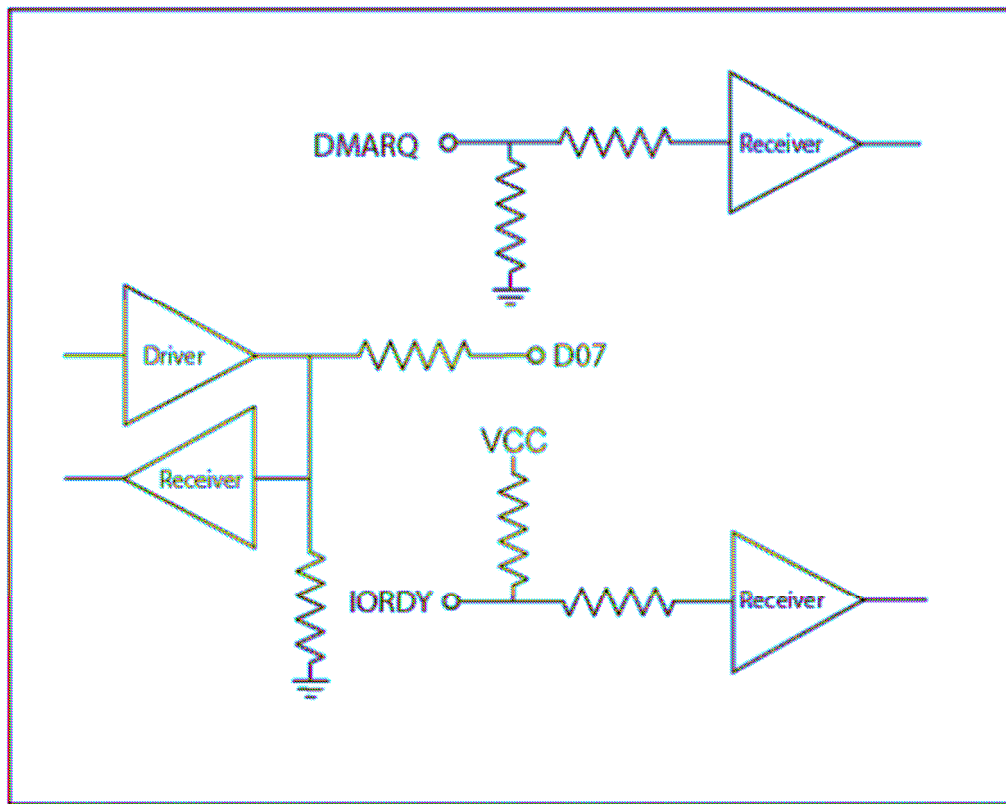 DMARQ
Receiver
Driver
D07
Receiver
VCC
IORDY
Receiver